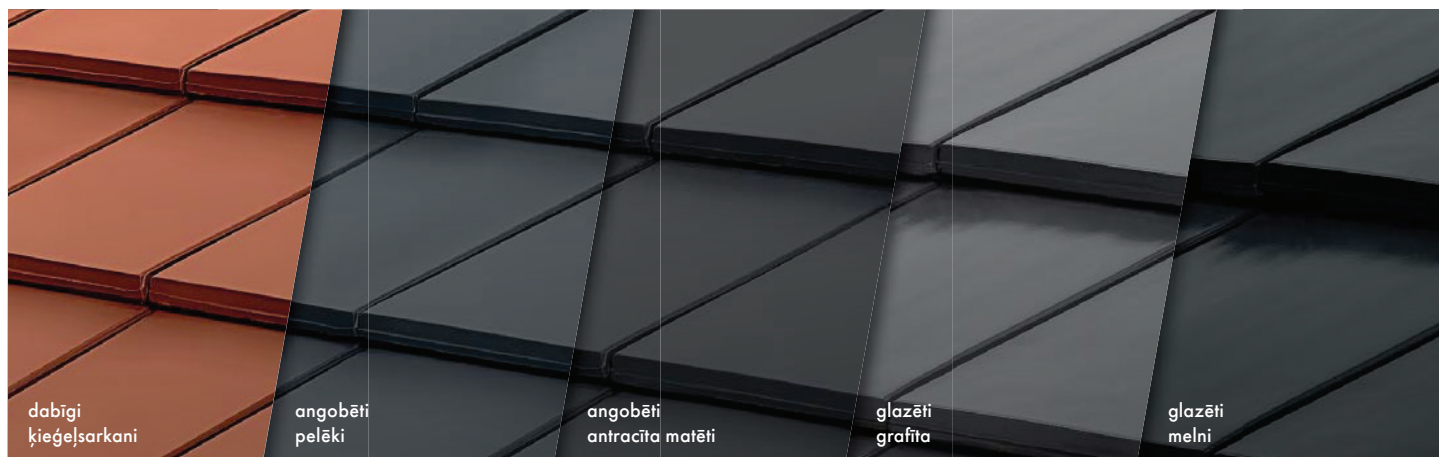 dabīgi
ķieģeļsarkani
angobēti
pelēki
angobēti
antracīta matēti
glazēti
grafīta
glazēti
melni